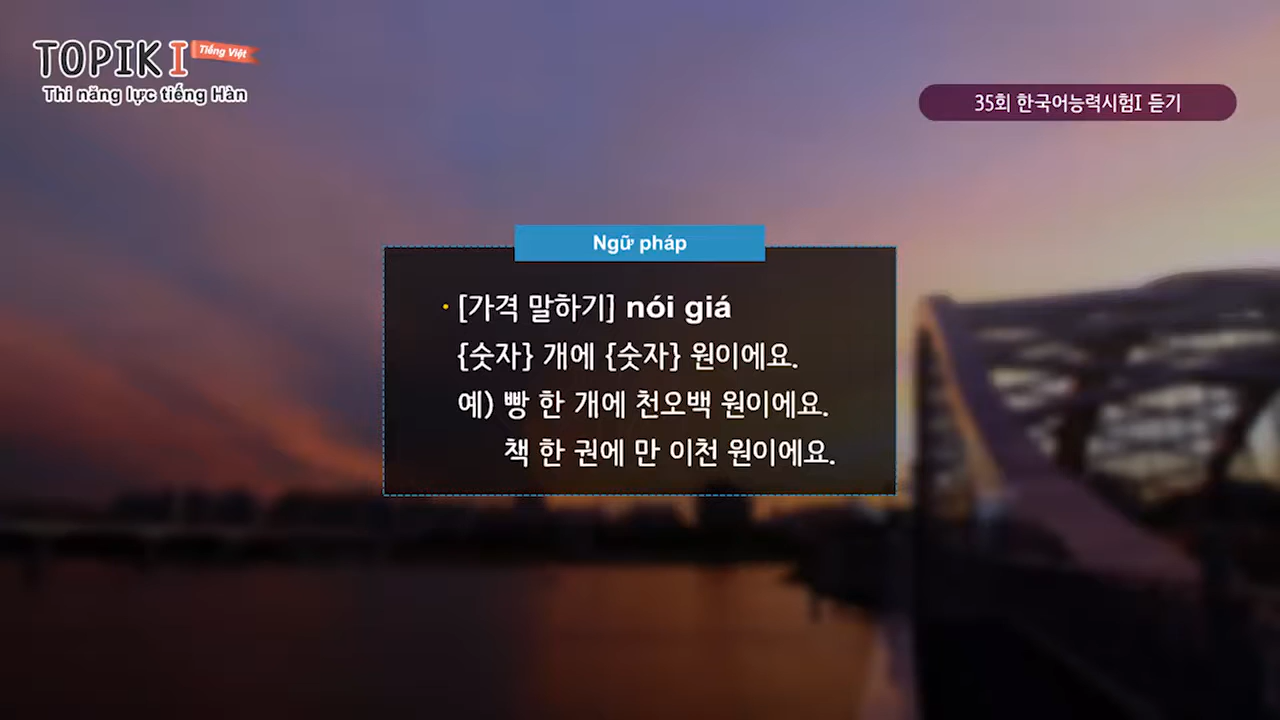 TOPIK I Tiếng Việt
Thi năng lực tiếng Hàn
35회 한국어능력시험I 듣기
Ngữ pháp
· [가격 말하기] nói giá
{숫자} 개에 {숫자} 원이에요.
예) 빵 한 개에 천오백 원이에요.
책 한 권에 만 이천 원이에요.